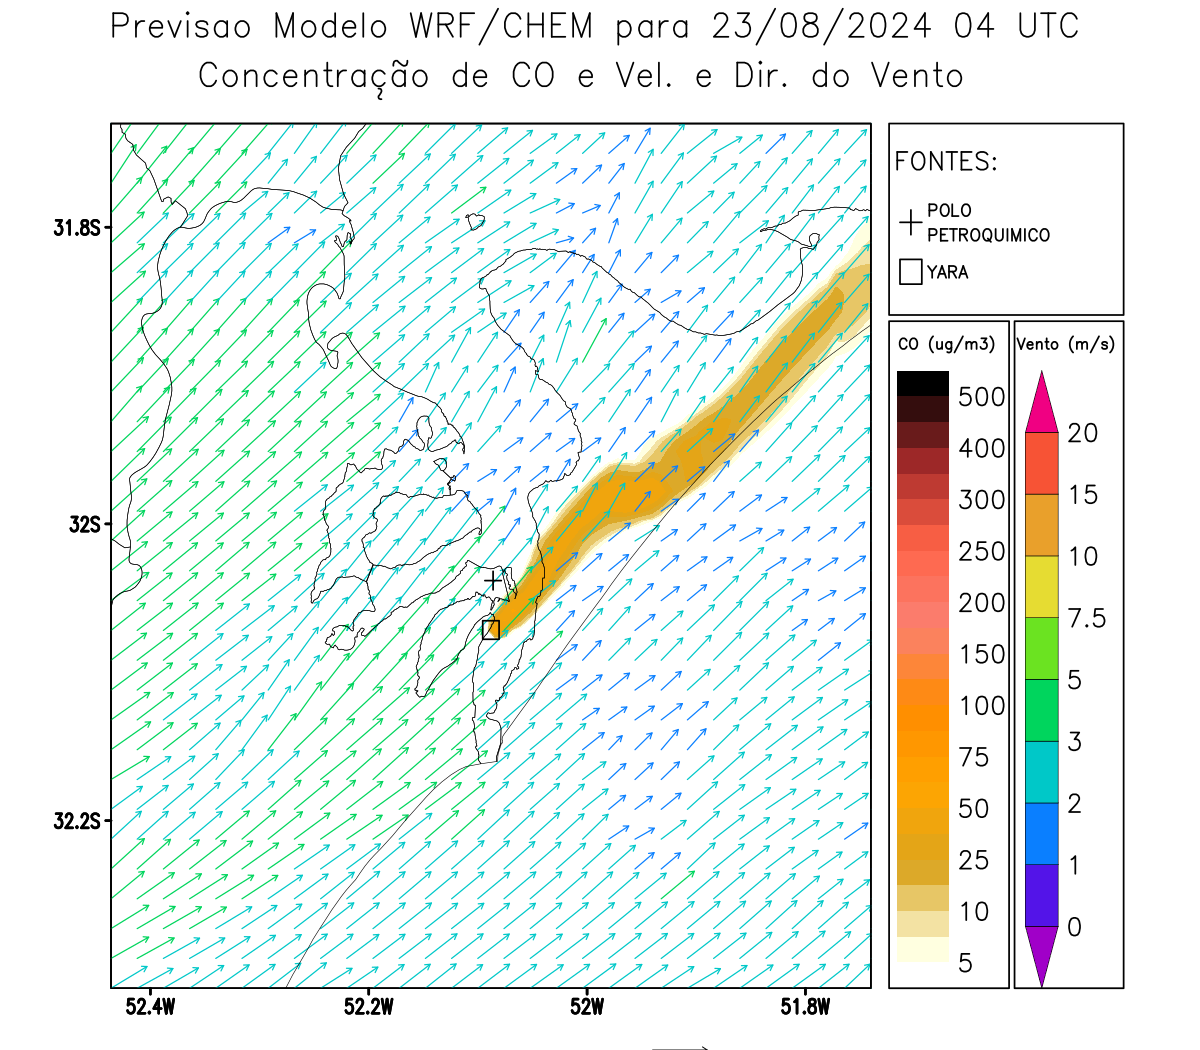 Previsao Modelo WRF/CHEM para 23/08/2024 04 UTC
Concentração de CO e Vel. e Dir. do Vento
FONTES:
POLO
PETROQUIMICO
YARA
31.8S
32S
32.2S
52.4W
52.2W
52W
51.8W
CO (ug/m3)
500
400
300
250
200
150
100
75
50
25
10
5
Vento (m/s)
20
15
10
7.5
5
3
2
1
0